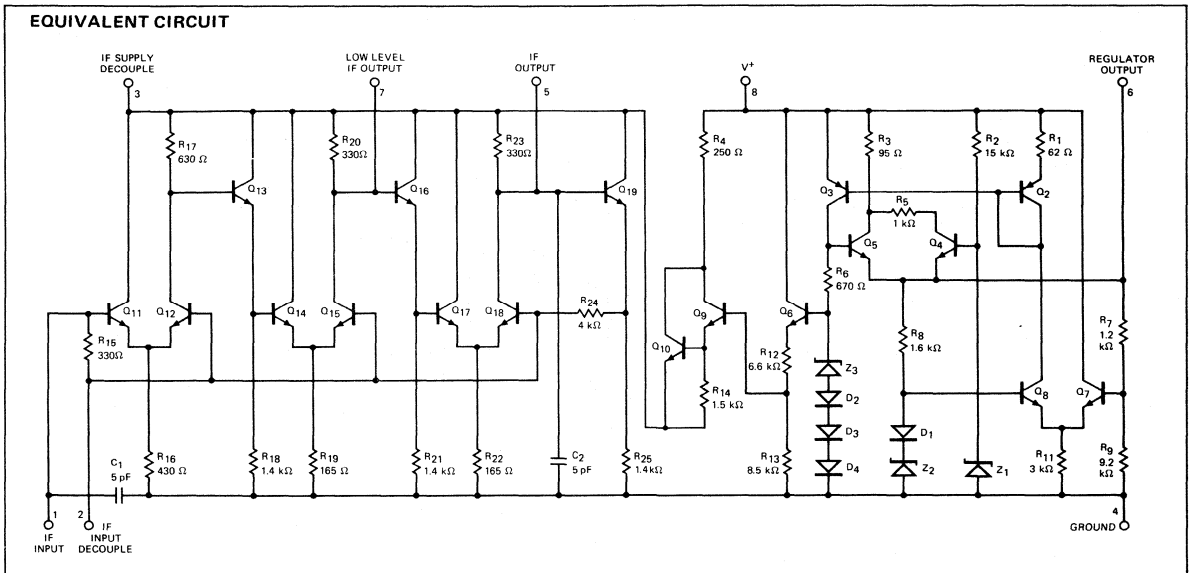 EQUIVALENT CIRCUIT
IF SUPPLY
DECOUPLE
3
LOW LEVEL
IF OUTPUT
7
IF
OUTPUT
5
V+
8
REGULATOR
OUTPUT
6
R17
630 Ω
R20
330Ω
R23
330Ω
R4
250 Ω
R3
95 Ω
R2
15 kΩ
R1
62 Ω
Q13
Q16
Q19
Q3
Q2
R5
1 kΩ
Q5
Q4
R6
670 Ω
Q11
Q12
Q14
Q15
Q17
Q18
R24
4 kΩ
Q9
Q6
Q10
R15
330Ω
R12
6.6 kΩ
R8
1.6 kΩ
R7
1.2
kΩ
R14
1.5 kΩ
Z3
D2
D3
D4
Q8
Q7
D1
Z2
Z1
R16
430 Ω
R18
1.4 kΩ
R19
165 Ω
R21
1.4 kΩ
R22
165 Ω
C2
5 pF
R25
1.4kΩ
R13
8.5 kΩ
R11
3 kΩ
R9
9.2
kΩ
C1
5 pF
1
IF
INPUT
2
IF
INPUT
DECOUPLE
4
GROUND